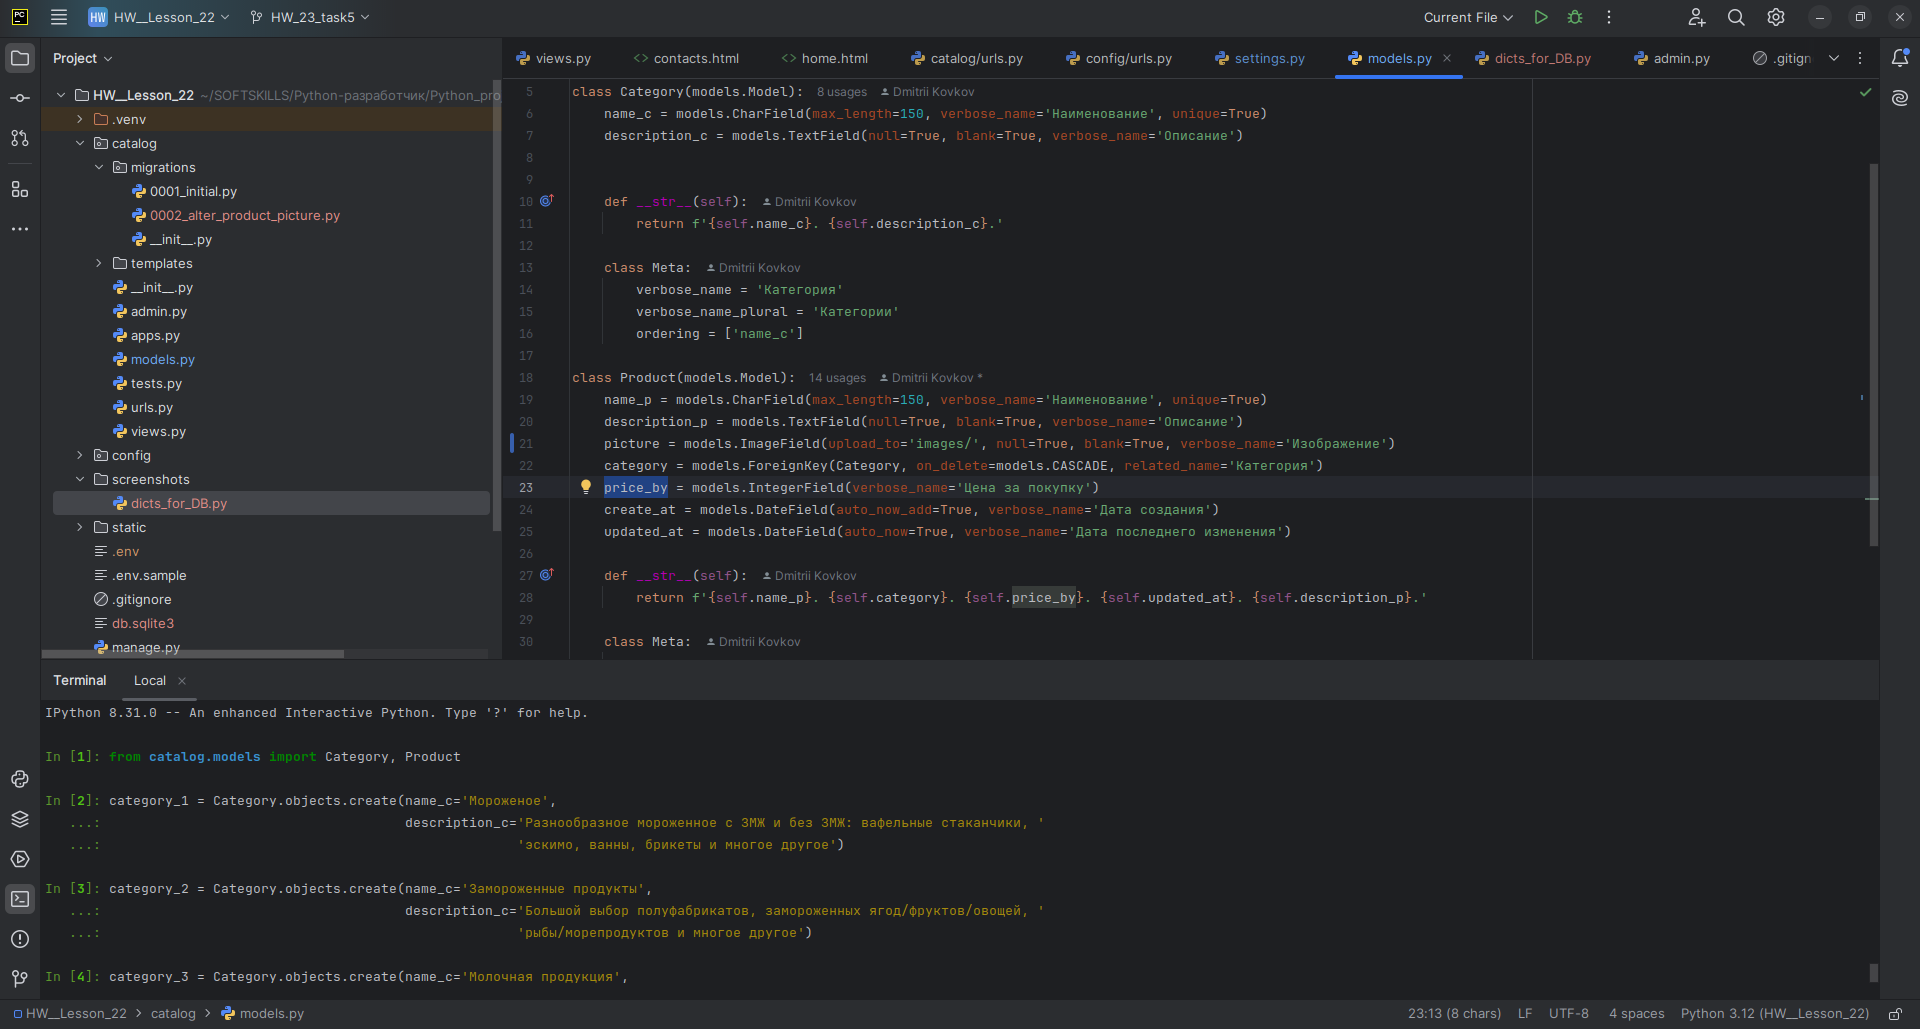 PC
HW HW__Lesson_22 HW_23_task5 Current File
Project
views.py contacts.html home.html catalog/urls.py config/urls.py settings.py models.py dicts_for_DB.py admin.py .gitign
HW__Lesson_22 ~/SOFTSKILLS/Python-разработчик/Python_pro
.venv
catalog
migrations
0001_initial.py
0002_alter_product_picture.py
__init__.py
templates
__init__.py
admin.py
apps.py
models.py
tests.py
urls.py
views.py
config
screenshots
dicts_for_DB.py
static
.env
.env.sample
.gitignore
db.sqlite3
manage.py
5 class Category(models.Model): 8 usages Dmitrii Kovkov
6 name_c = models.CharField(max_length=150, verbose_name='Наименование', unique=True)
7 description_c = models.TextField(null=True, blank=True, verbose_name='Описание')
8
9
10 def __str__(self): Dmitrii Kovkov
11 return f'{self.name_c}. {self.description_c}.'
12
13 class Meta: Dmitrii Kovkov
14 verbose_name = 'Категория'
15 verbose_name_plural = 'Категории'
16 ordering = ['name_c']
17
18 class Product(models.Model): 14 usages Dmitrii Kovkov *
19 name_p = models.CharField(max_length=150, verbose_name='Наименование', unique=True)
20 description_p = models.TextField(null=True, blank=True, verbose_name='Описание')
21 picture = models.ImageField(upload_to='images/', null=True, blank=True, verbose_name='Изображение')
22 category = models.ForeignKey(Category, on_delete=models.CASCADE, related_name='Категория')
23 price_by = models.IntegerField(verbose_name='Цена за покупку')
24 create_at = models.DateField(auto_now_add=True, verbose_name='Дата создания')
25 updated_at = models.DateField(auto_now=True, verbose_name='Дата последнего изменения')
26
27 def __str__(self): Dmitrii Kovkov
28 return f'{self.name_p}. {self.category}. {self.price_by}. {self.updated_at}. {self.description_p}.'
29
30 class Meta: Dmitrii Kovkov
Terminal Local
IPython 8.31.0 -- An enhanced Interactive Python. Type '?' for help.
In [1]: from catalog.models import Category, Product
In [2]: category_1 = Category.objects.create(name_c='Мороженое',
...: description_c='Разнообразное мороженное с ЗМЖ и без ЗМЖ: вафельные стаканчики, '
...: 'эскимо, ванны, брикеты и многое другое')
In [3]: category_2 = Category.objects.create(name_c='Замороженные продукты',
...: description_c='Большой выбор полуфабрикатов, замороженных ягод/фруктов/овощей, '
...: 'рыбы/морепродуктов и многое другое')
In [4]: category_3 = Category.objects.create(name_c='Молочная продукция',
HW__Lesson_22 catalog models.py 23:13 (8 chars) LF UTF-8 4 spaces Python 3.12 (HW__Lesson_22)